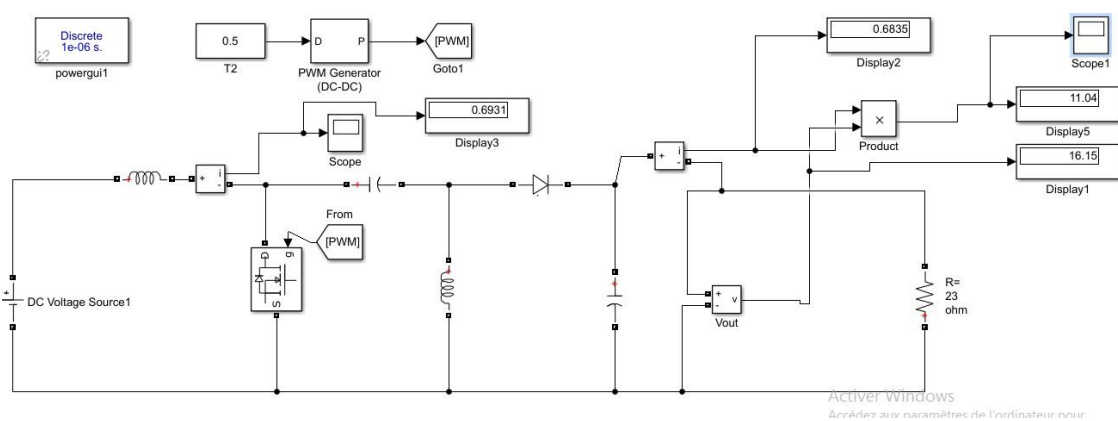 Discrete
1e-06 s.
powergui1
0.5
T2
D P
PWM Generator
(DC-DC)
[PWM]
Goto1
0.6835
Display2
Scope1
0.6931
Display3
Scope
11.04
Display5
×
Product
16.15
Display1
+ i
-
+ i
-
From
[PWM]
D g
S
DC Voltage Source1
+ v
-
Vout
R=
23
ohm
Activer Windows
Accédez aux paramètres de l'ordinateur pour